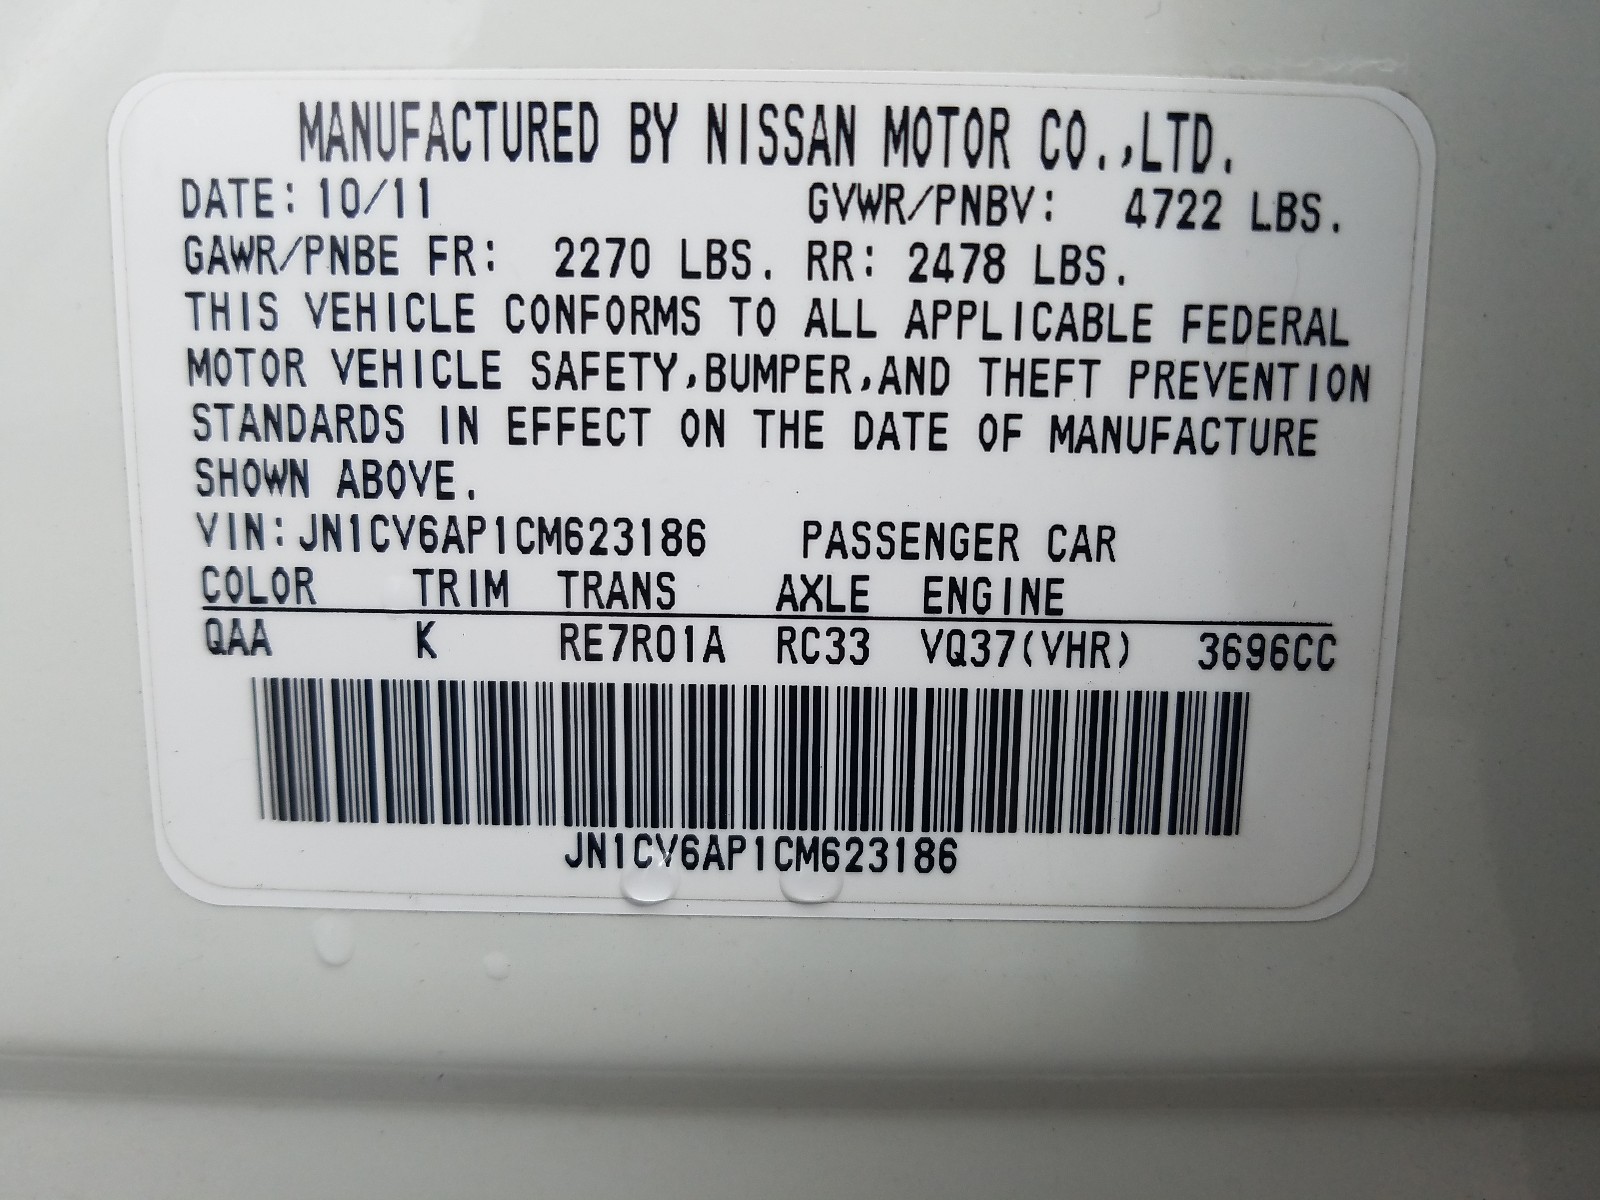 MANUFACTURED BY NISSAN MOTOR CO.,LTD.
DATE: 10/11 GVWR/PNBV: 4722 LBS.
GAWR/PNBE FR: 2270 LBS. RR: 2478 LBS.
THIS VEHICLE CONFORMS TO ALL APPLICABLE FEDERAL
MOTOR VEHICLE SAFETY,BUMPER,AND THEFT PREVENTION
STANDARDS IN EFFECT ON THE DATE OF MANUFACTURE
SHOWN ABOVE.
VIN:JN1CV6AP1CM623186 PASSENGER CAR
COLOR TRIM TRANS AXLE ENGINE
QAA K RE7R01A RC33 VQ37(VHR) 3696CC
JN1CV6AP1CM623186